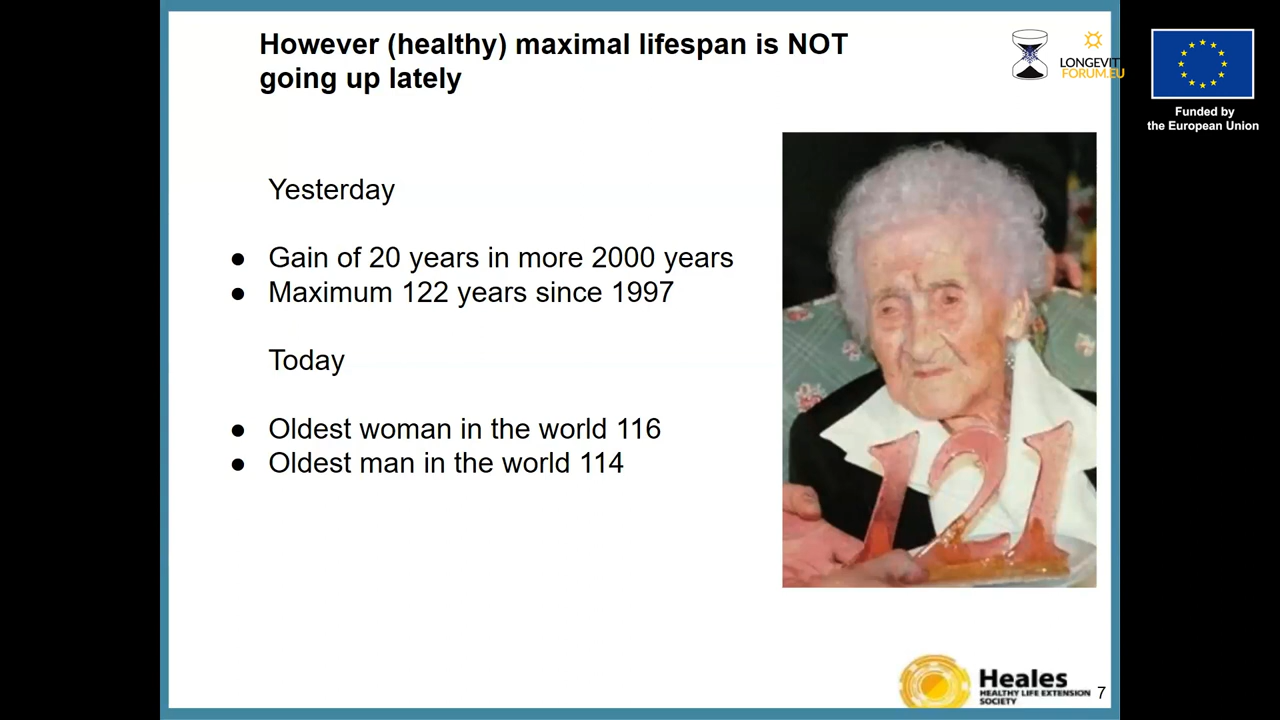 However (healthy) maximal lifespan is NOT
going up lately
LONGEVIT
FORUM.EU
Funded by
the European Union
Yesterday
● Gain of 20 years in more 2000 years
● Maximum 122 years since 1997
Today
● Oldest woman in the world 116
● Oldest man in the world 114
121
Heales
HEALTHY LIFE EXTENSION
SOCIETY
7